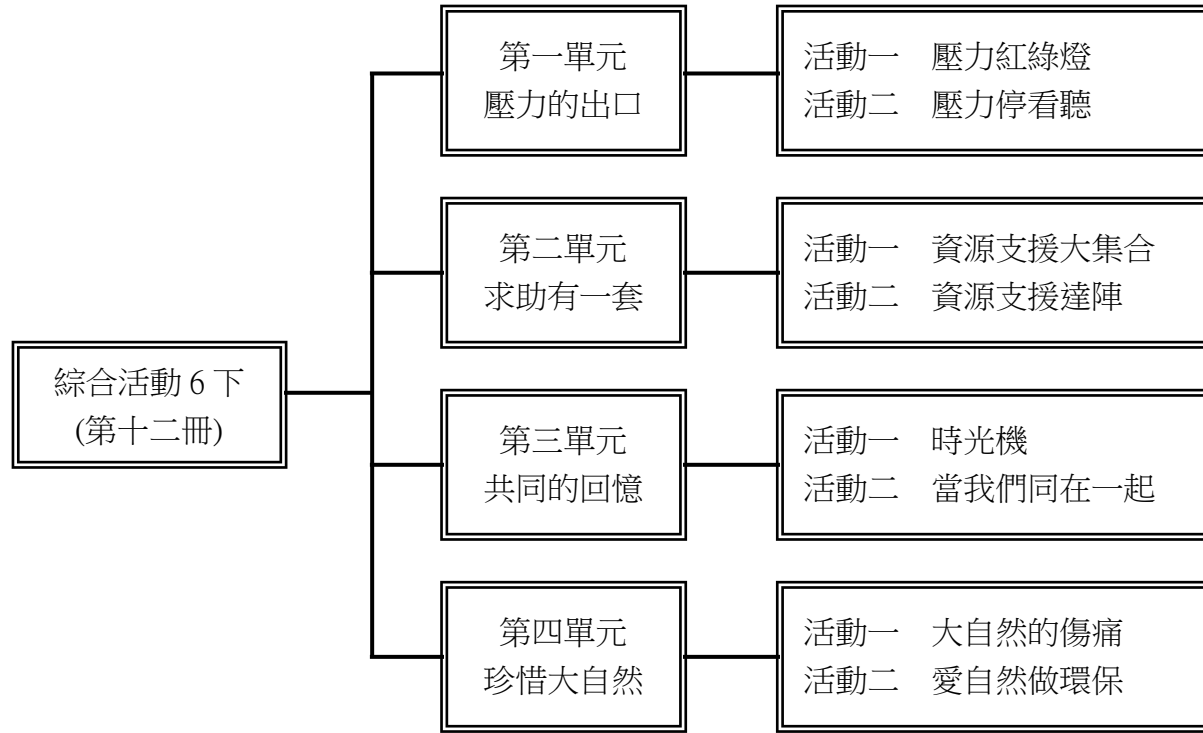 綜合活動 6 下
(第十二冊)
第一單元
壓力的出口
活動一　壓力紅綠燈
活動二　壓力停看聽
第二單元
求助有一套
活動一　資源支援大集合
活動二　資源支援達陣
第三單元
共同的回憶
活動一　時光機
活動二　當我們同在一起
第四單元
珍惜大自然
活動一　大自然的傷痛
活動二　愛自然做環保